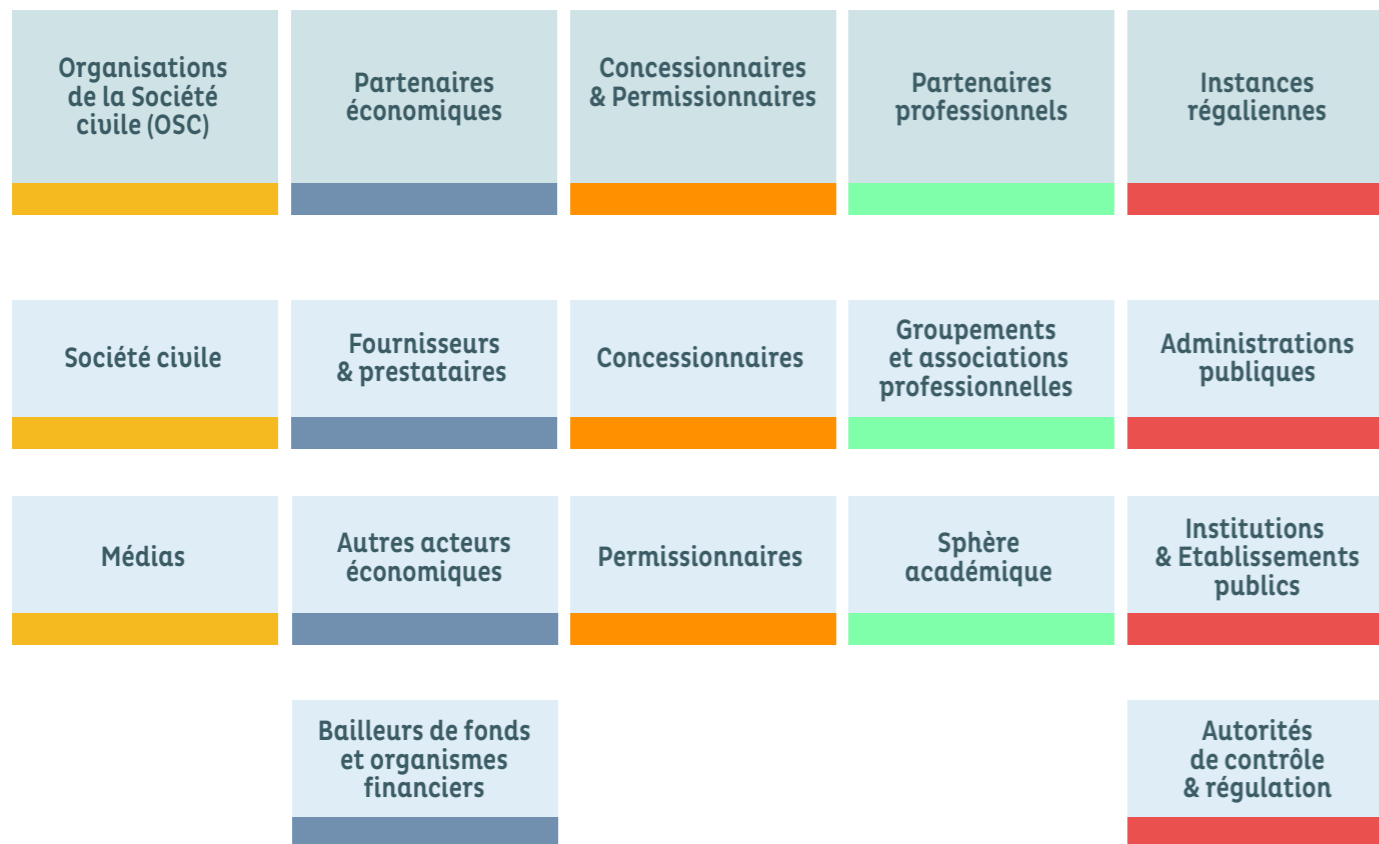 Organisations
de la Société
civile (OSC)
Partenaires
économiques
Concessionnaires
& Permissionnaires
Partenaires
professionnels
Instances
régaliennes
Société civile
Fournisseurs
& prestataires
Concessionnaires
Groupements
et associations
professionnelles
Administrations
publiques
Médias
Autres acteurs
économiques
Permissionnaires
Sphère
académique
Institutions
& Etablissements
publics
Bailleurs de fonds
et organismes
financiers
Autorités
de contrôle
& régulation